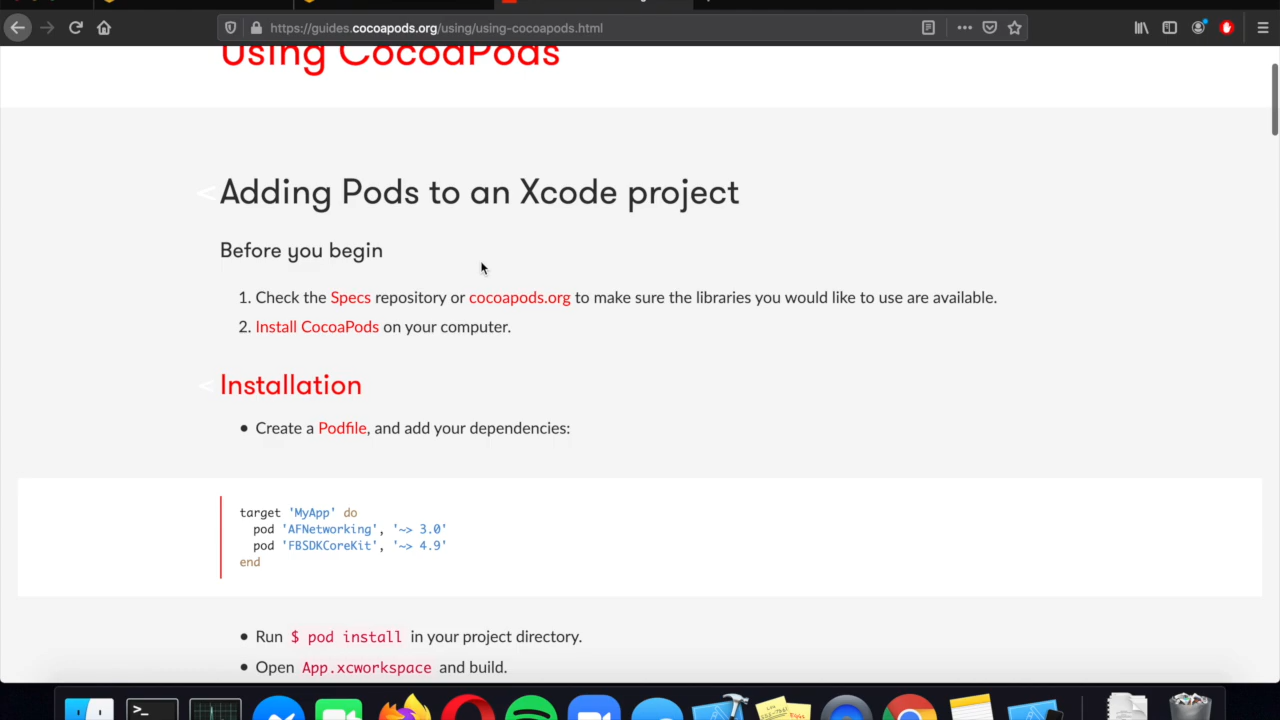 https://guides.cocoapods.org/using/using-cocoapods.html
Using CocoaPods
< Adding Pods to an Xcode project
Before you begin
1. Check the Specs repository or cocoapods.org to make sure the libraries you would like to use are available.
2. Install CocoaPods on your computer.
< Installation
• Create a Podfile, and add your dependencies:
target 'MyApp' do
pod 'AFNetworking', '~> 3.0'
pod 'FBSDKCoreKit', '~> 4.9'
end
• Run $ pod install in your project directory.
• Open App.xcworkspace and build.
>_